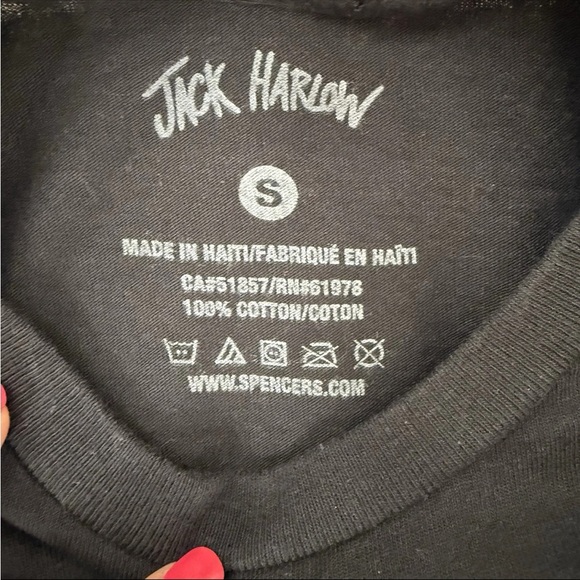 JACK HARLOW
S
MADE IN HAITI/FABRIQUÉ EN HAÏTI
CA#51857/RN#61978
100% COTTON/COTON
WWW.SPENCERS.COM